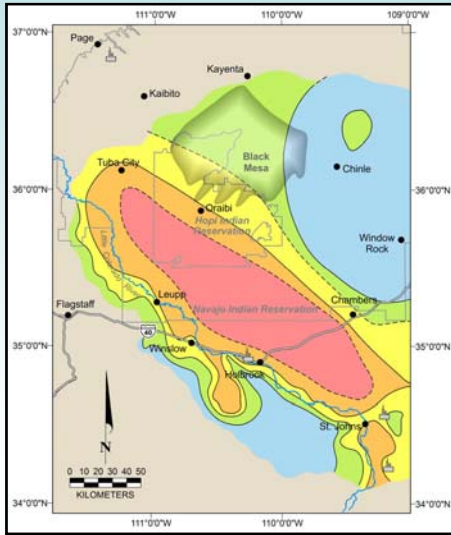 111°0'0"W
110°0'0"W
109°0'0"W
37°0'0"N
Page
Kayenta
Kaibito
Black
Mesa
Chinle
Tuba City
36°0'0"N
36°0'0"N
Oraibi
Hopi Indian
Reservation
Window
Rock
Little Colorado River
Leupp
Navajo Indian Reservation
Chambers
Flagstaff
40
35°0'0"N
35°0'0"N
Winslow
Holbrook
St. Johns
N
0 10 20 30 40 50
KILOMETERS
34°0'0"N
34°0'0"N
111°0'0"W
110°0'0"W